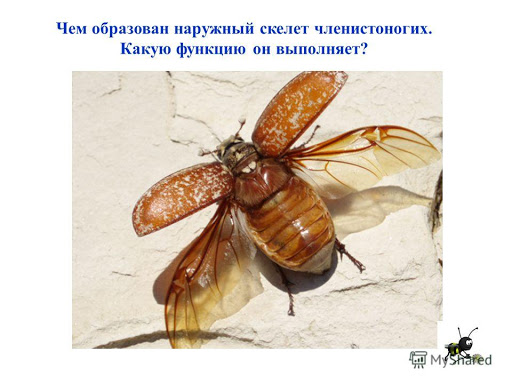 Чем образован наружный скелет членистоногих.
Какую функцию он выполняет?
MyShared